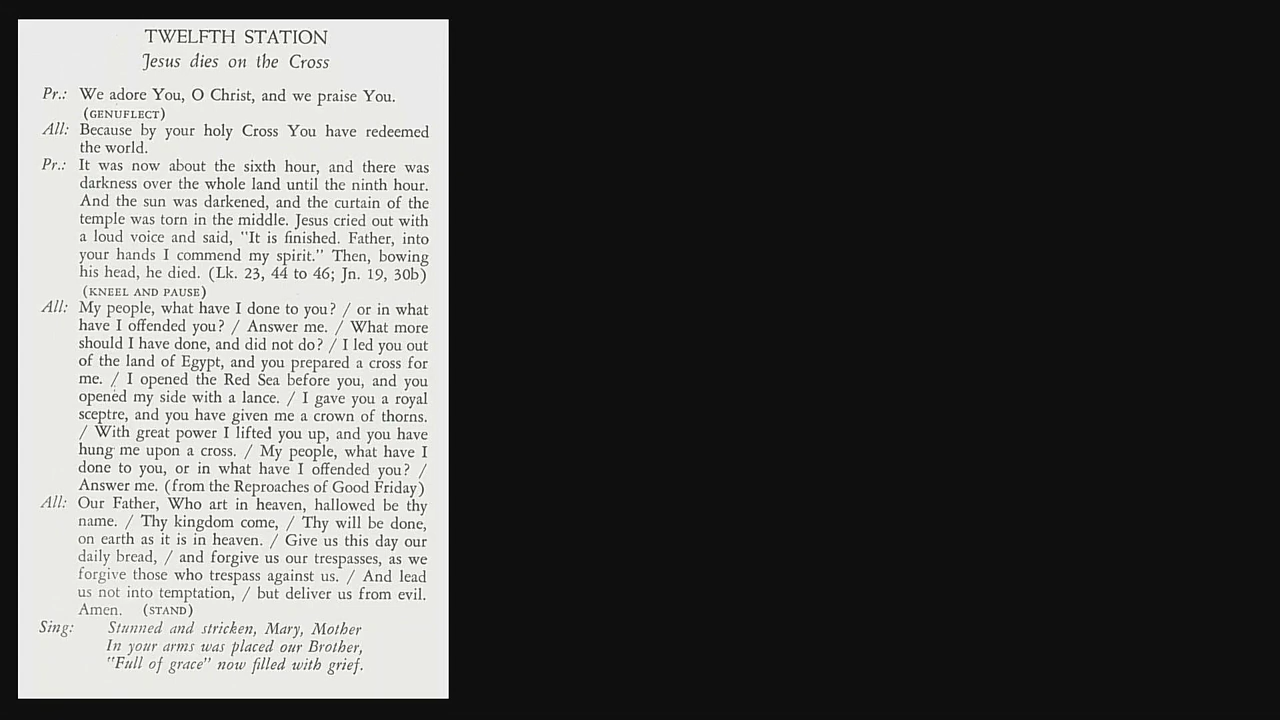 TWELFTH STATION
Jesus dies on the Cross
Pr.: We adore You, O Christ, and we praise You.
(GENUFLECT)
All: Because by your holy Cross You have redeemed
the world.
Pr.: It was now about the sixth hour, and there was
darkness over the whole land until the ninth hour.
And the sun was darkened, and the curtain of the
temple was torn in the middle. Jesus cried out with
a loud voice and said, "It is finished. Father, into
your hands I commend my spirit." Then, bowing
his head, he died. (Lk. 23, 44 to 46; Jn. 19, 30b)
(KNEEL AND PAUSE)
All: My people, what have I done to you? / or in what
have I offended you? / Answer me. / What more
should I have done, and did not do? / I led you out
of the land of Egypt, and you prepared a cross for
me. / I opened the Red Sea before you, and you
opened my side with a lance. / I gave you a royal
sceptre, and you have given me a crown of thorns.
/ With great power I lifted you up, and you have
hung me upon a cross. / My people, what have I
done to you, or in what have I offended you? /
Answer me. (from the Reproaches of Good Friday)
All: Our Father, Who art in heaven, hallowed be thy
name. / Thy kingdom come, / Thy will be done,
on earth as it is in heaven. / Give us this day our
daily bread, / and forgive us our trespasses, as we
forgive those who trespass against us. / And lead
us not into temptation, / but deliver us from evil.
Amen. (STAND)
Sing: Stunned and stricken, Mary, Mother
In your arms was placed our Brother,
"Full of grace" now filled with grief.